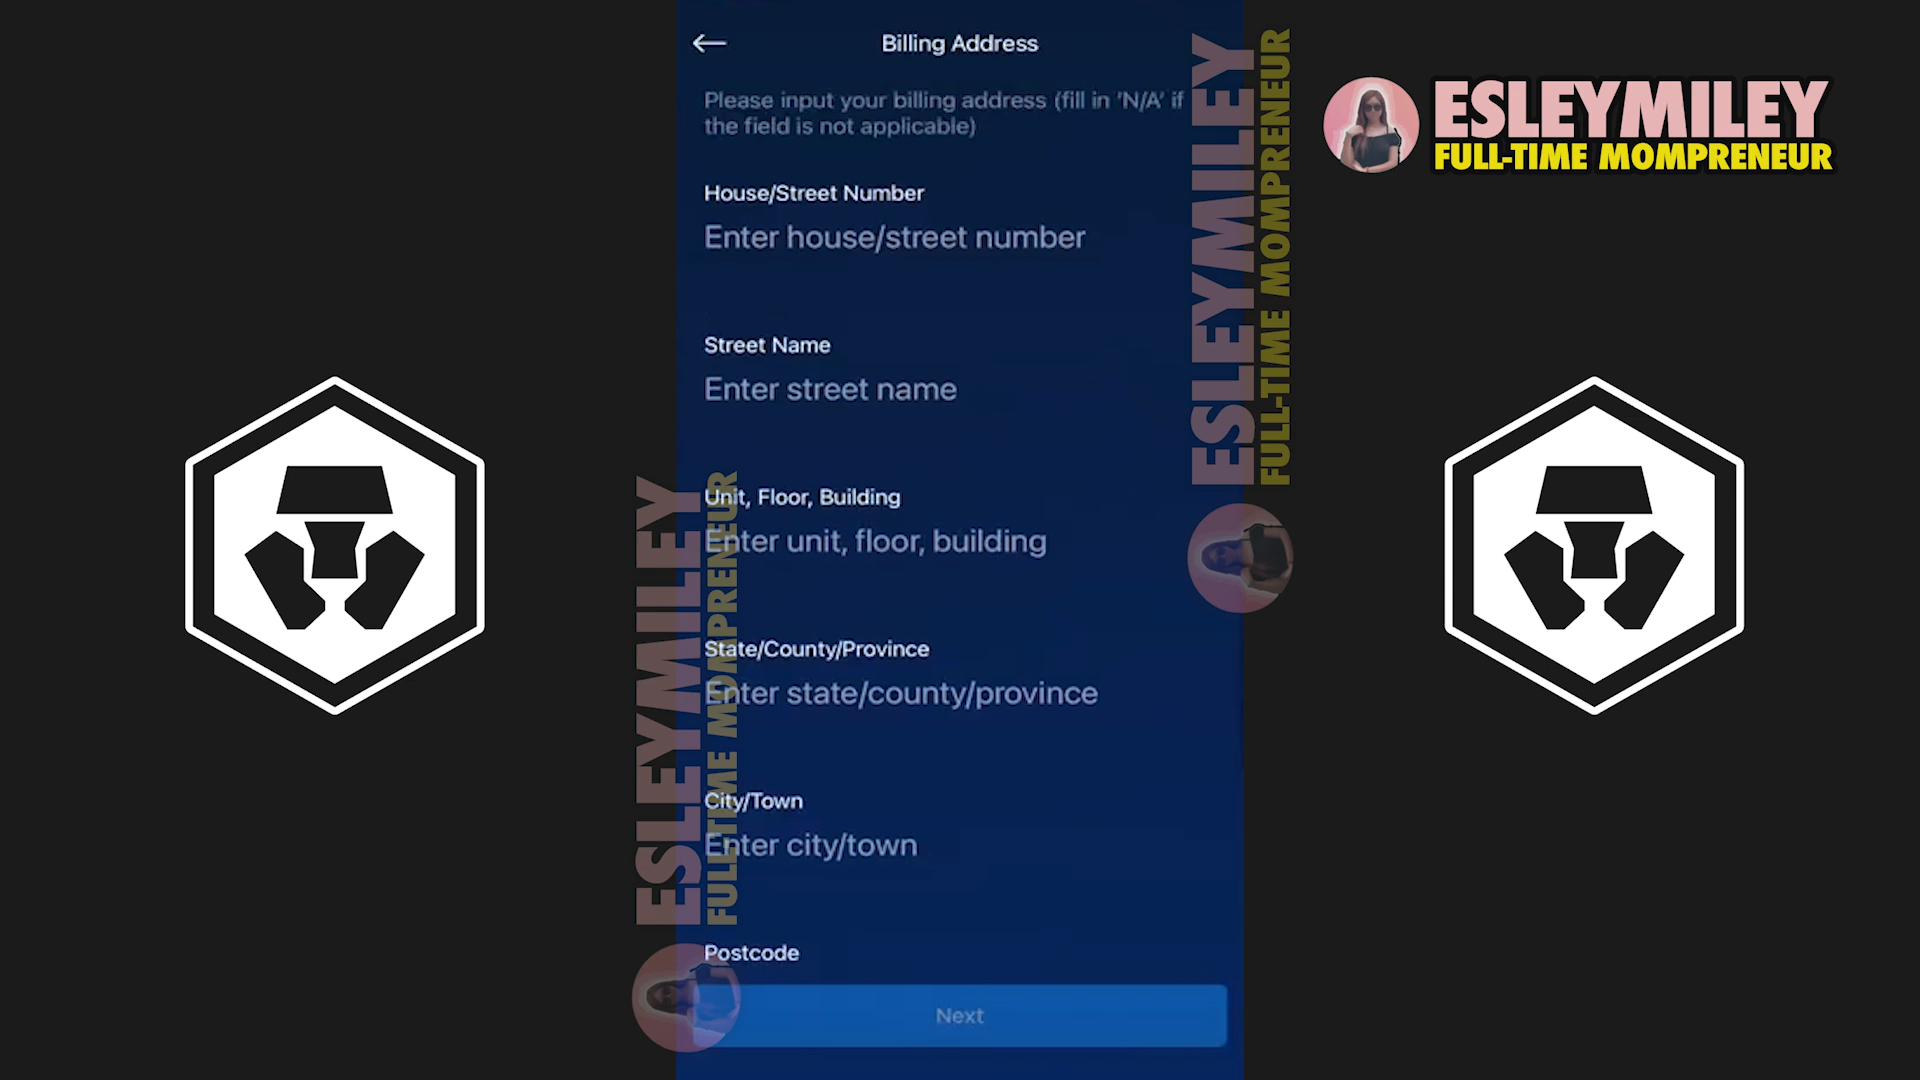 Billing Address
Please input your billing address (fill in 'N/A' if
the field is not applicable)
House/Street Number
Enter house/street number
Street Name
Enter street name
Unit, Floor, Building
Enter unit, floor, building
State/County/Province
Enter state/county/province
City/Town
Enter city/town
Postcode
Next
ESLEYMILEY
FULL-TIME MOMPRENEUR
ESLEYMILEY
FULL-TIME MOMPRENEUR
ESLEYMILEY
FULL-TIME MOMPRENEUR